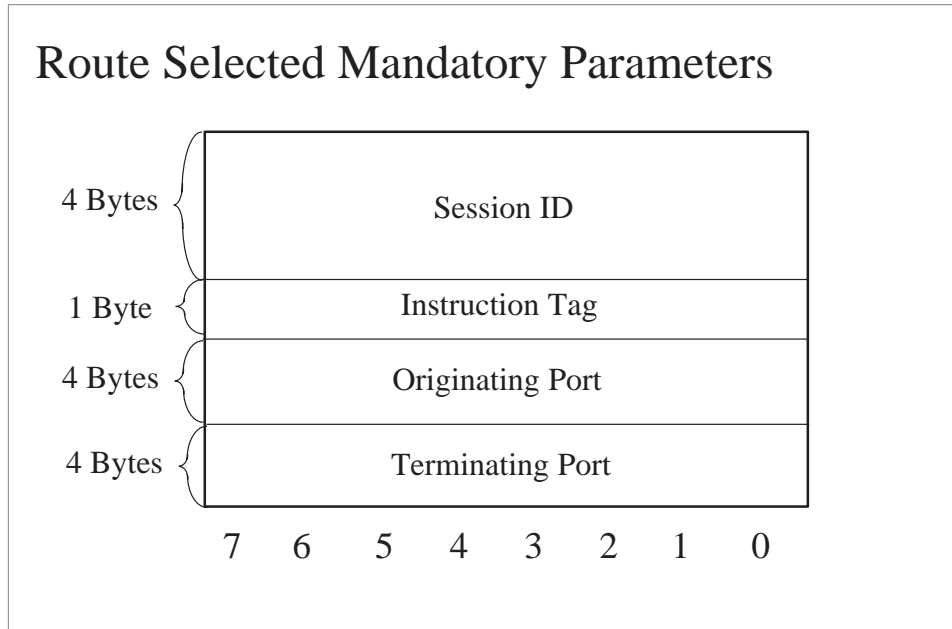 Route Selected Mandatory Parameters
4 Bytes
Session ID
1 Byte
Instruction Tag
4 Bytes
Originating Port
4 Bytes
Terminating Port
7 6 5 4 3 2 1 0